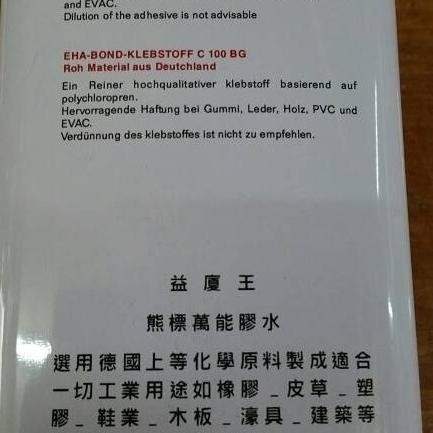 and EVAC.
Dilution of the adhesive is not advisable
EHA-BOND-KLEBSTOFF C 100 BG
Roh Material aus Deutchland
Ein Reiner hochqualitativer klebstoff basierend auf
polychloropren.
Hervorragende Haftung bei Gummi, Leder, Holz, PVC und
EVAC.
Verdünnung des klebstoffes ist nicht zu empfehlen.
益廈王
熊標萬能膠水
選用德國上等化學原料製成適合
一切工業用途如橡膠_皮草_塑
膠_鞋業_木板_濠具_建築等